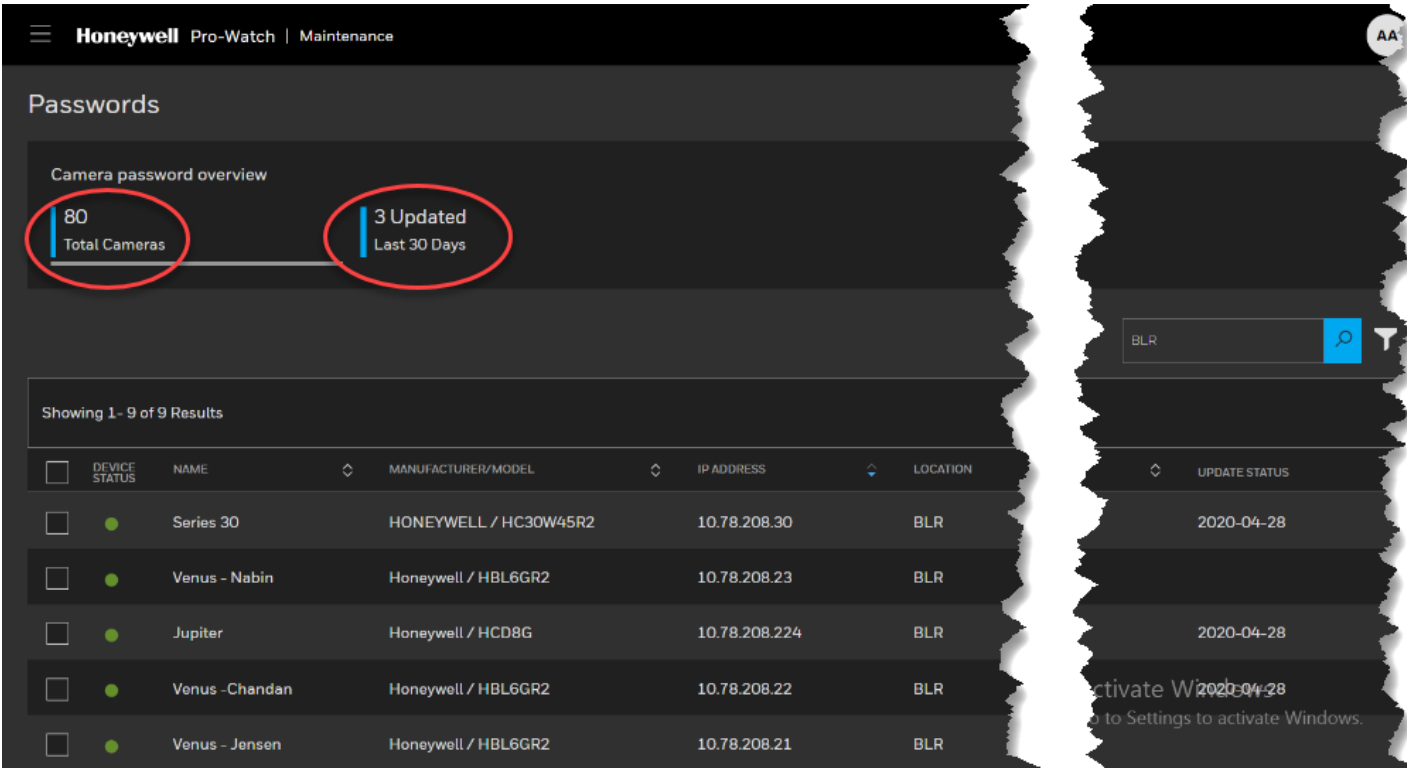 Honeywell Pro-Watch | Maintenance AA
Passwords
Camera password overview
80 3 Updated
Total Cameras Last 30 Days
BLR
Showing 1- 9 of 9 Results
DEVICE STATUS NAME MANUFACTURER/MODEL IP ADDRESS LOCATION UPDATE STATUS
Series 30 HONEYWELL / HC30W45R2 10.78.208.30 BLR 2020-04-28
Venus - Nabin Honeywell / HBL6GR2 10.78.208.23 BLR
Jupiter Honeywell / HCD8G 10.78.208.224 BLR 2020-04-28
Venus -Chandan Honeywell / HBL6GR2 10.78.208.22 BLR 2020-04-28
ctivate Windows
o to Settings to activate Windows.
Venus - Jensen Honeywell / HBL6GR2 10.78.208.21 BLR